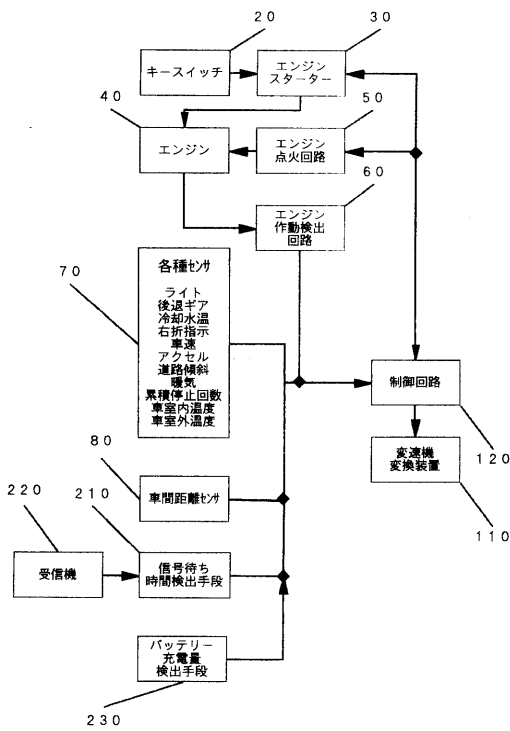 20
30
キースイッチ
エンジン
スターター
40
50
エンジン
エンジン
点火回路
60
エンジン
作動検出
回路
70
各種センサ
ライト
後退ギア
冷却水温
右折指示
車速
アクセル
道路傾斜
暖気
累積停止回数
車室内温度
車室外温度
制御回路
120
80
車間距離センサ
変速機
変換装置
110
220
210
受信機
信号待ち
時間検出手段
バッテリー
充電量
検出手段
230